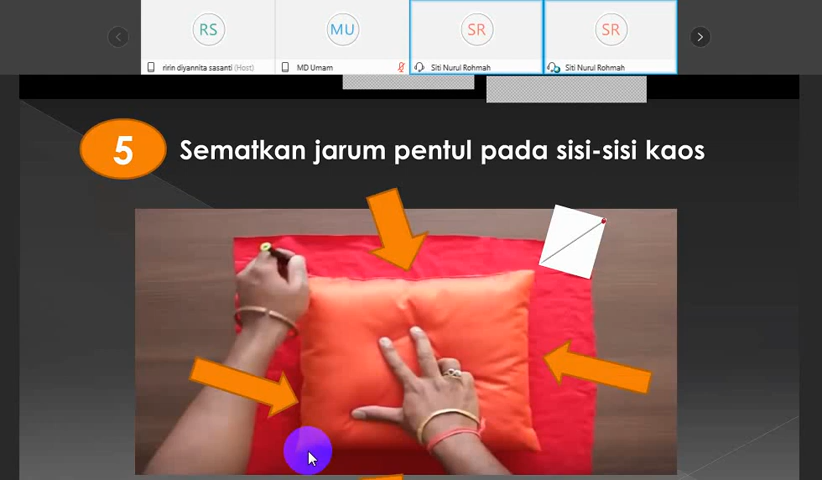 RS
MU
SR
SR
ririn diyannita sasanti (Host)
MD Umam
Siti Nurul Rohmah
Siti Nurul Rohmah
5
Sematkan jarum pentul pada sisi-sisi kaos